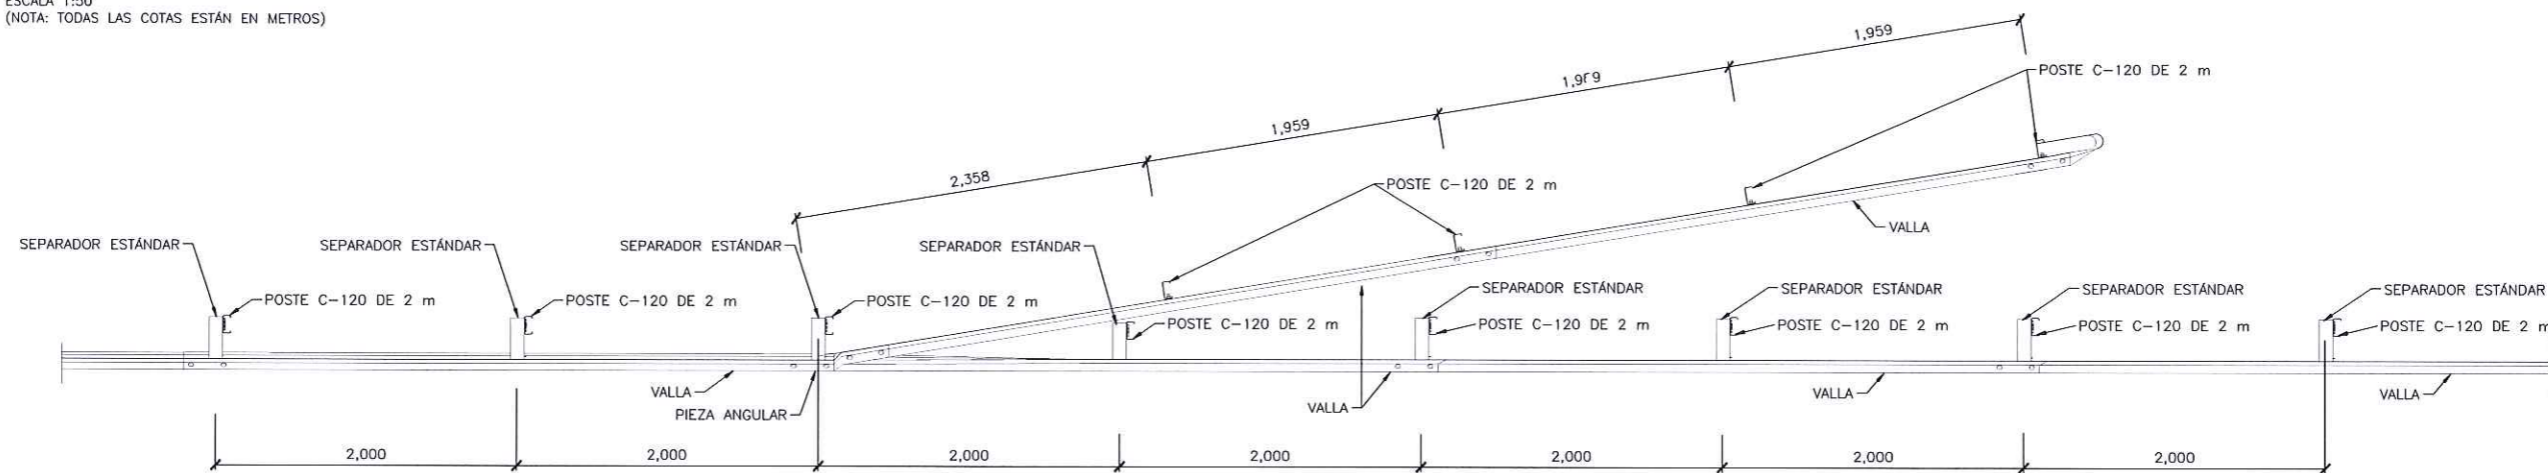 (NOTA: TODAS LAS COTAS ESTÁN EN METROS)
1,959
1,959
2,358
POSTE C-120 DE 2 m
POSTE C-120 DE 2 m
VALLA
SEPARADOR ESTÁNDAR
SEPARADOR ESTÁNDAR
SEPARADOR ESTÁNDAR
SEPARADOR ESTÁNDAR
SEPARADOR ESTÁNDAR
SEPARADOR ESTÁNDAR
SEPARADOR ESTÁNDAR
SEPARADOR ESTÁNDAR
POSTE C-120 DE 2 m
POSTE C-120 DE 2 m
POSTE C-120 DE 2 m
POSTE C-120 DE 2 m
POSTE C-120 DE 2 m
POSTE C-120 DE 2 m
POSTE C-120 DE 2 m
POSTE C-120 DE 2 m
VALLA
PIEZA ANGULAR
VALLA
VALLA
VALLA
2,000
2,000
2,000
2,000
2,000
2,000
2,000